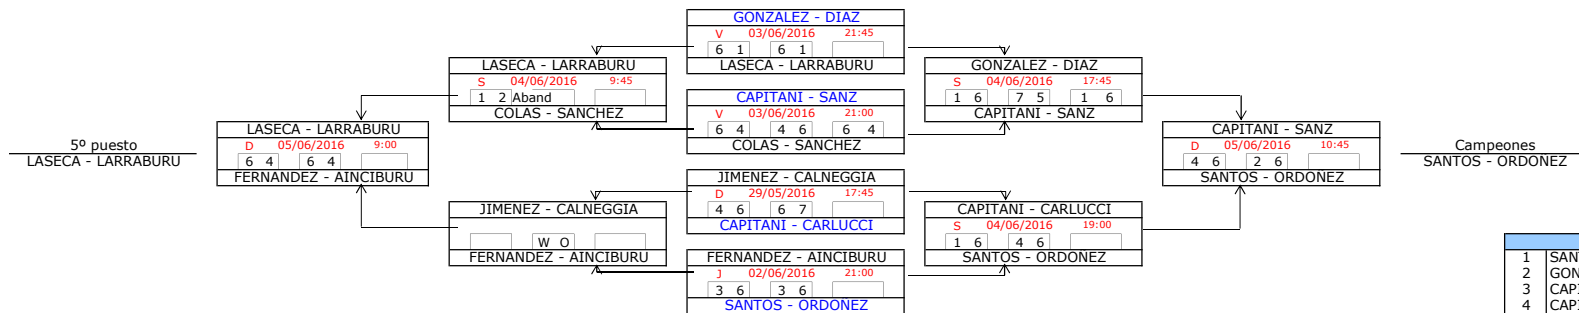 GONZALEZ - DIAZ
V 03/06/2016 21:45
6 1 6 1
LASECA - LARRABURU
LASECA - LARRABURU
S 04/06/2016 9:45
1 2 Aband
COLAS - SANCHEZ
GONZALEZ - DIAZ
S 04/06/2016 17:45
1 6 7 5 1 6
CAPITANI - SANZ
CAPITANI - SANZ
V 03/06/2016 21:00
6 4 4 6 6 4
COLAS - SANCHEZ
5º puesto
LASECA - LARRABURU
LASECA - LARRABURU
D 05/06/2016 9:00
6 4 6 4
FERNANDEZ - AINCIBURU
CAPITANI - SANZ
D 05/06/2016 10:45
4 6 2 6
SANTOS - ORDOÑEZ
Campeones
SANTOS - ORDOÑEZ
JIMENEZ - CALNEGGIA
D 29/05/2016 17:45
4 6 6 7
CAPITANI - CARLUCCI
JIMENEZ - CALNEGGIA
W O
FERNANDEZ - AINCIBURU
CAPITANI - CARLUCCI
S 04/06/2016 19:00
1 6 4 6
SANTOS - ORDOÑEZ
FERNANDEZ - AINCIBURU
J 02/06/2016 21:00
3 6 3 6
SANTOS - ORDOÑEZ
1
2
3
4